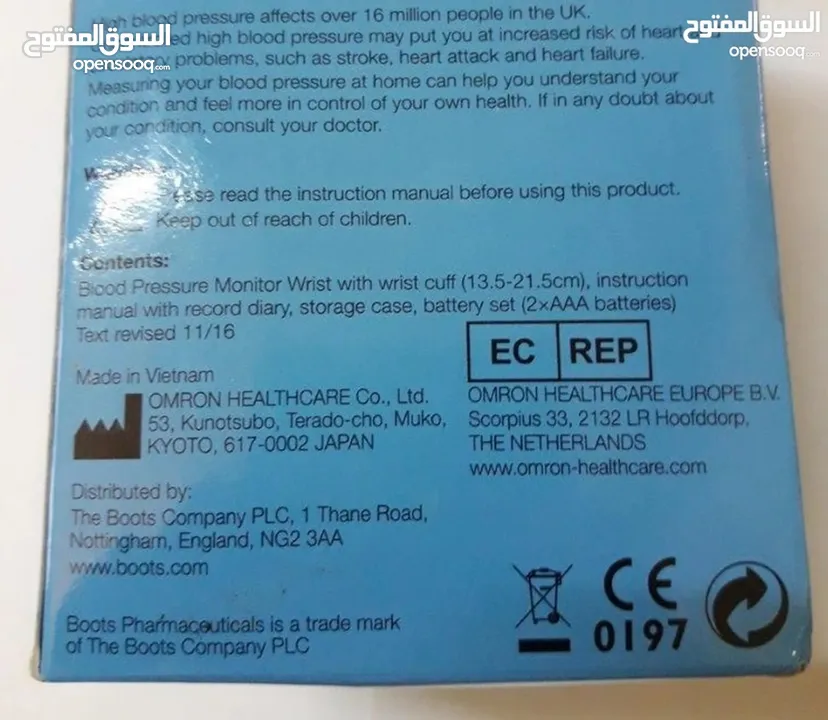 السوق المفتوح
opensooq.com
السوق المفتوح
opensooq.com
High blood pressure affects over 16 million people in the UK.
high blood pressure may put you at increased risk of heart
problems, such as stroke, heart attack and heart failure.
Measuring your blood pressure at home can help you understand your
condition and feel more in control of your own health. If in any doubt about
your condition, consult your doctor.
Please read the instruction manual before using this product.
Keep out of reach of children.
Contents:
Blood Pressure Monitor Wrist with wrist cuff (13.5-21.5cm), instruction
manual with record diary, storage case, battery set (2×AAA batteries)
Text revised 11/16
EC REP
Made in Vietnam
OMRON HEALTHCARE Co., Ltd.
53, Kunotsubo, Terado-cho, Muko,
KYOTO, 617-0002 JAPAN
OMRON HEALTHCARE EUROPE B.V.
Scorpius 33, 2132 LR Hoofddorp,
THE NETHERLANDS
www.omron-healthcare.com
Distributed by:
The Boots Company PLC, 1 Thane Road,
Nottingham, England, NG2 3AA
www.boots.com
Boots Pharmaceuticals is a trade mark
of The Boots Company PLC
CE
0197